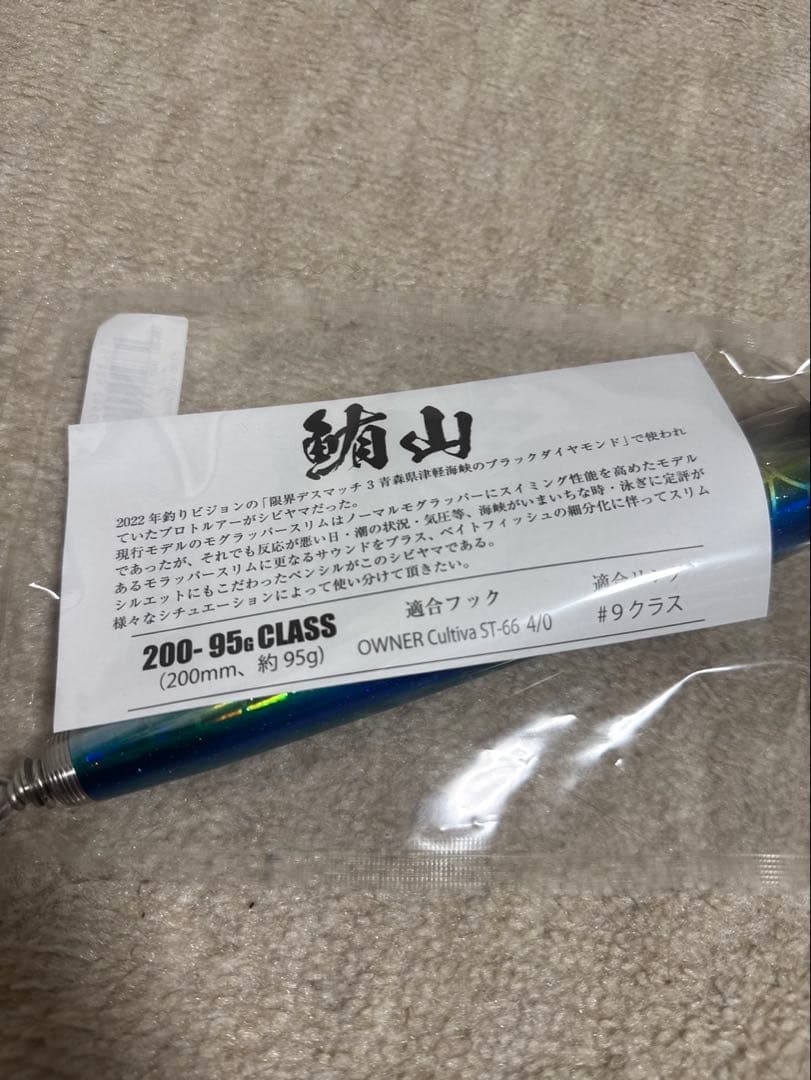 鮪山
2022年釣りビジョンの「限界デスマッチ3 青森県津軽海峡のブラックダイヤモンド」で使われ
ていたプロトルアーがシビヤマだった。
現行モデルのモグラッパースリムはノーマルモグラッパーにスイミング性能を高めたモデル
であったが、それでも反応が悪い日・潮の状況・気圧等、海峡がいまいちな時・泳ぎに定評が
あるモラッパースリムに更なるサウンドをプラス、ベイトフィッシュの細分化に伴ってスリム
シルエットにもこだわったペンシルがこのシビヤマである。
様々なシチュエーションによって使い分けて頂きたい。
200-95G CLASS
(200mm、約95g)
適合フック
OWNER Cultiva ST-66 4/0
適合リング
#9クラス